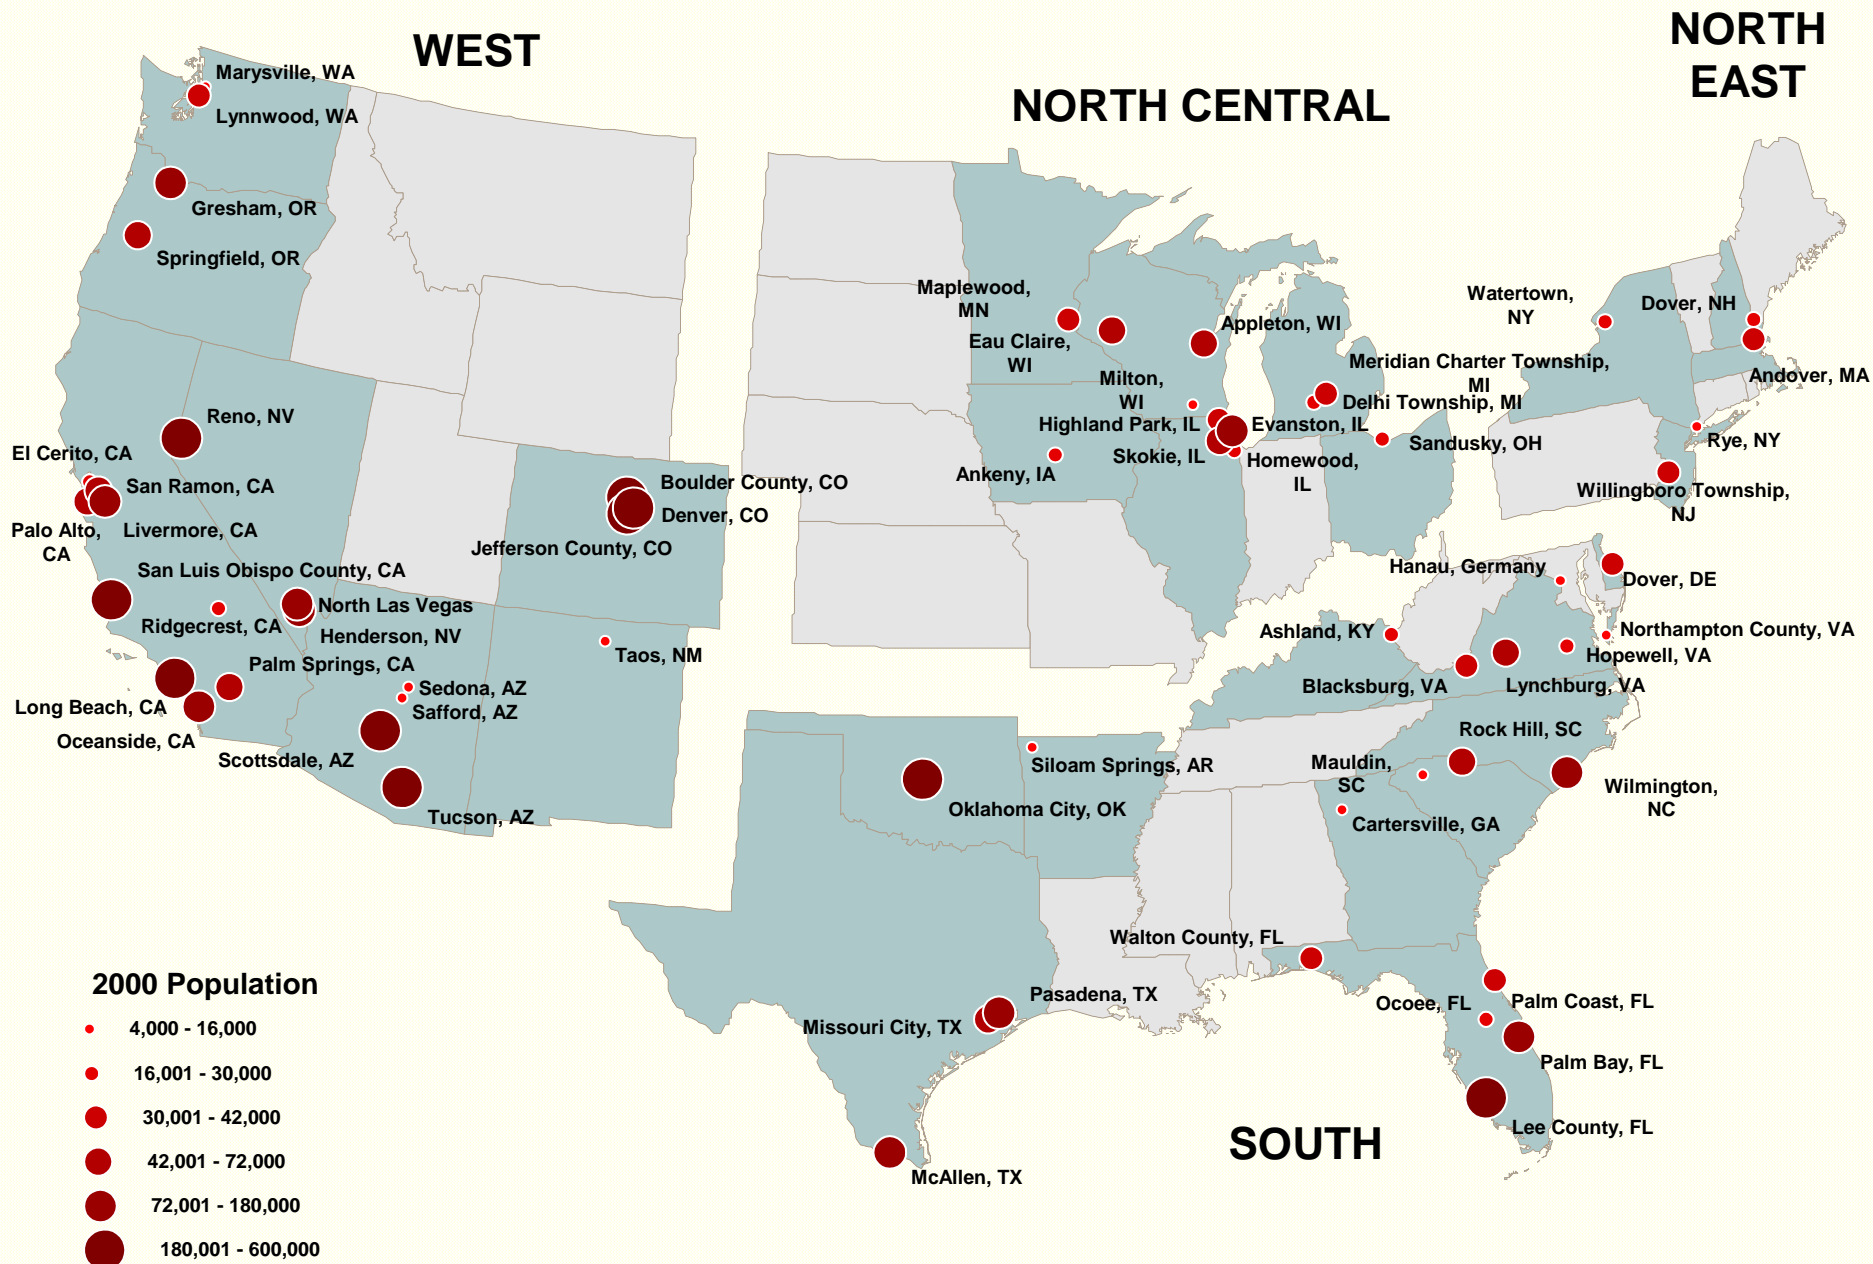 WEST
NORTH
EAST
NORTH CENTRAL
Marysville, WA
Lynnwood, WA
Gresham, OR
Springfield, OR
Reno, NV
El Cerito, CA
San Ramon, CA
Palo Alto,
CA
Livermore, CA
San Luis Obispo County, CA
Ridgecrest, CA
North Las Vegas
Henderson, NV
Palm Springs, CA
Long Beach, CA
Oceanside, CA
Sedona, AZ
Safford, AZ
Scottsdale, AZ
Tucson, AZ
Boulder County, CO
Denver, CO
Jefferson County, CO
Taos, NM
Maplewood,
MN
Eau Claire,
WI
Appleton, WI
Milton,
WI
Meridian Charter Township,
MI
Delhi Township, MI
Highland Park, IL
Evanston, IL
Skokie, IL
Homewood,
IL
Ankeny, IA
Sandusky, OH
Watertown,
NY
Dover, NH
Andover, MA
Rye, NY
Willingboro Township,
NJ
Hanau, Germany
Dover, DE
Ashland, KY
Northampton County, VA
Hopewell, VA
Blacksburg, VA
Lynchburg, VA
Rock Hill, SC
Mauldin,
SC
Wilmington,
NC
Cartersville, GA
Siloam Springs, AR
Oklahoma City, OK
Walton County, FL
Pasadena, TX
Missouri City, TX
McAllen, TX
Ocoee, FL
Palm Coast, FL
Palm Bay, FL
Lee County, FL
SOUTH
2000 Population
4,000 - 16,000
16,001 - 30,000
30,001 - 42,000
42,001 - 72,000
72,001 - 180,000
180,001 - 600,000